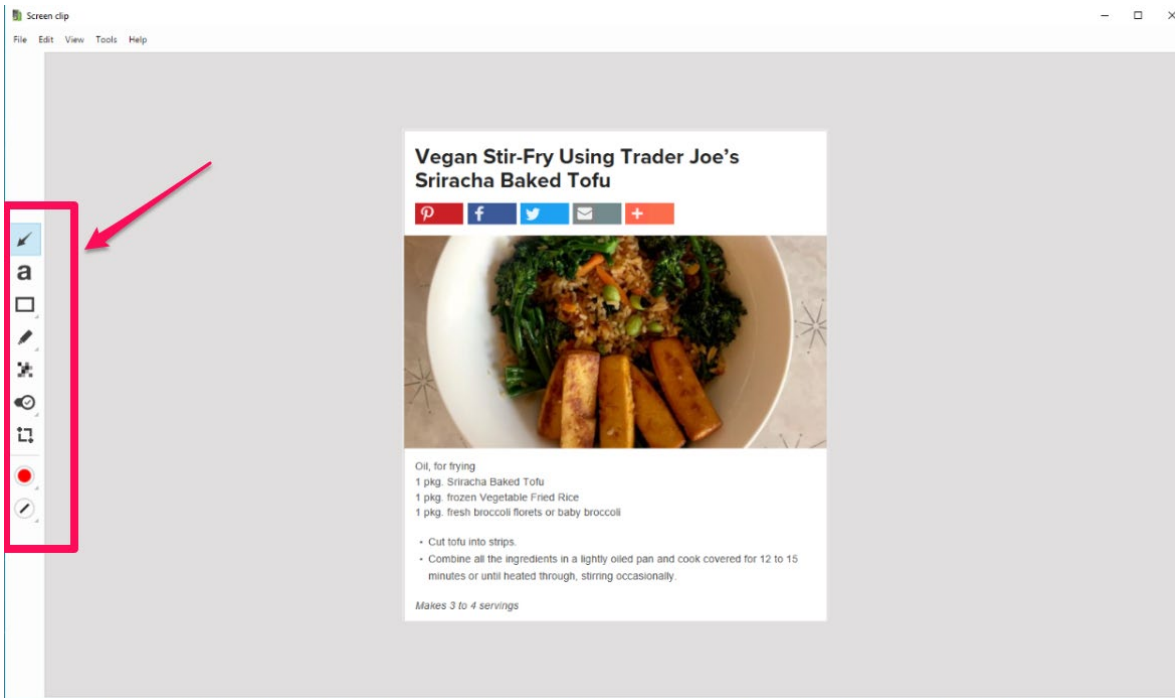 Screen clip
File Edit View Tools Help
Vegan Stir-Fry Using Trader Joe's
Sriracha Baked Tofu
a
Oil, for frying
1 pkg. Sriracha Baked Tofu
1 pkg. frozen Vegetable Fried Rice
1 pkg. fresh broccoli florets or baby broccoli
• Cut tofu into strips.
• Combine all the ingredients in a lightly oiled pan and cook covered for 12 to 15
minutes or until heated through, stirring occasionally.
Makes 3 to 4 servings